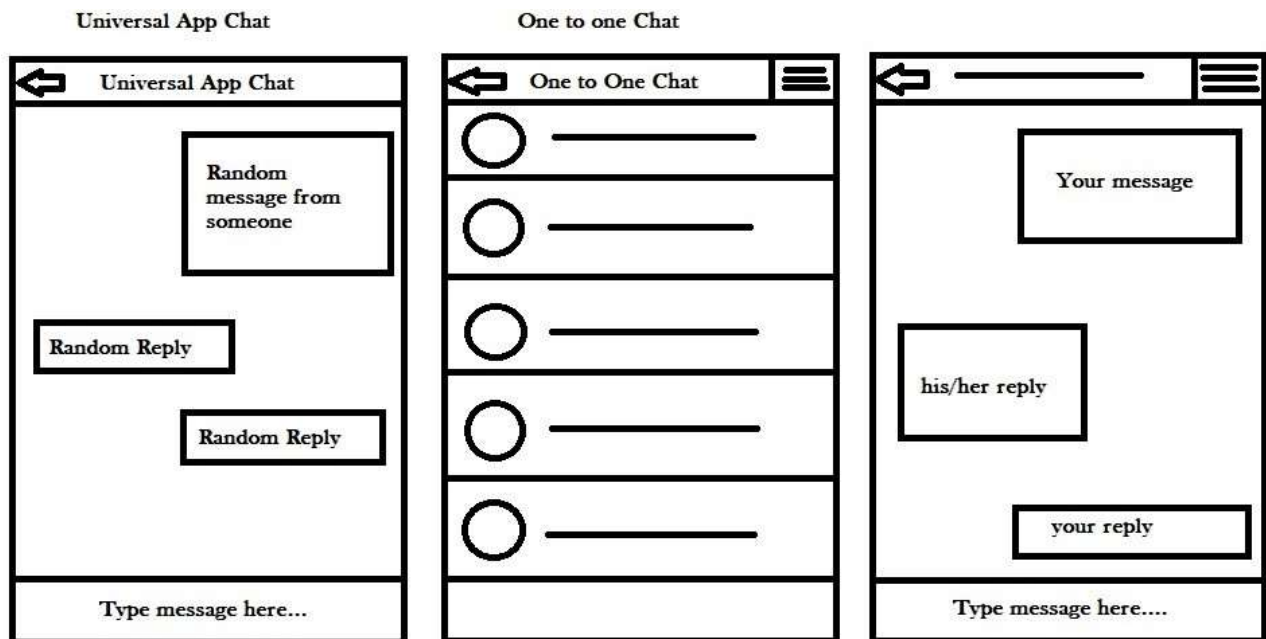 Universal App Chat
One to one Chat
Universal App Chat
Random
message from
someone
Random Reply
Random Reply
Type message here...
One to One Chat
Your message
his/her reply
your reply
Type message here....